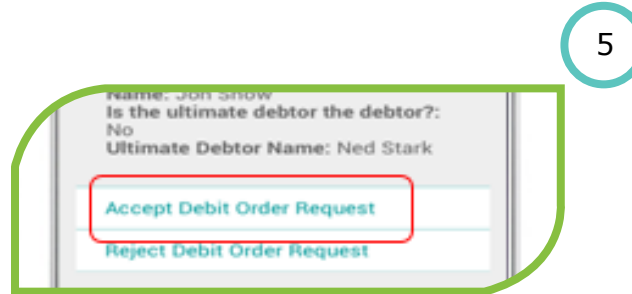 5
Name: Jon Snow
Is the ultimate debtor the debtor?:
No
Ultimate Debtor Name: Ned Stark
Accept Debit Order Request
Reject Debit Order Request